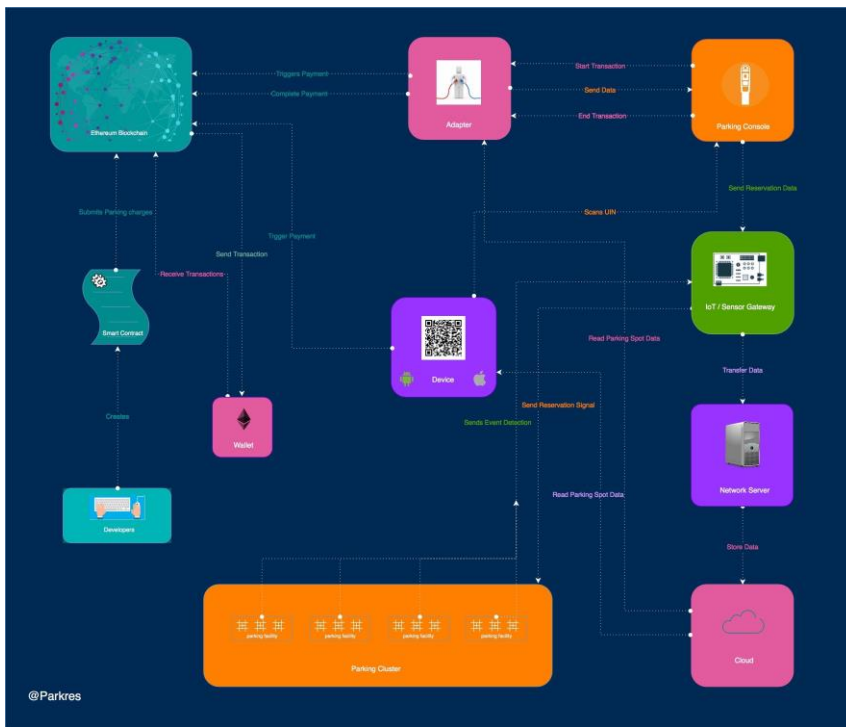 Triggers Payment
Start Transaction
Complete Payment
Send Data
Ethereum Blockchain
Adapter
End Transaction
Parking Console
Send Reservation Data
Submits Parking charges
Scans UIN
Trigger Payment
Send Transaction
Receive Transactions
IoT / Sensor Gateway
Smart Contract
Read Parking Spot Data
Device
Transfer Data
Send Reservation Signal
Creates
Sends Event Detection
Wallet
Network Server
Read Parking Spot Data
Developers
Store Data
parking facility
parking facility
parking facility
parking facility
Parking Cluster
Cloud
@Parkres